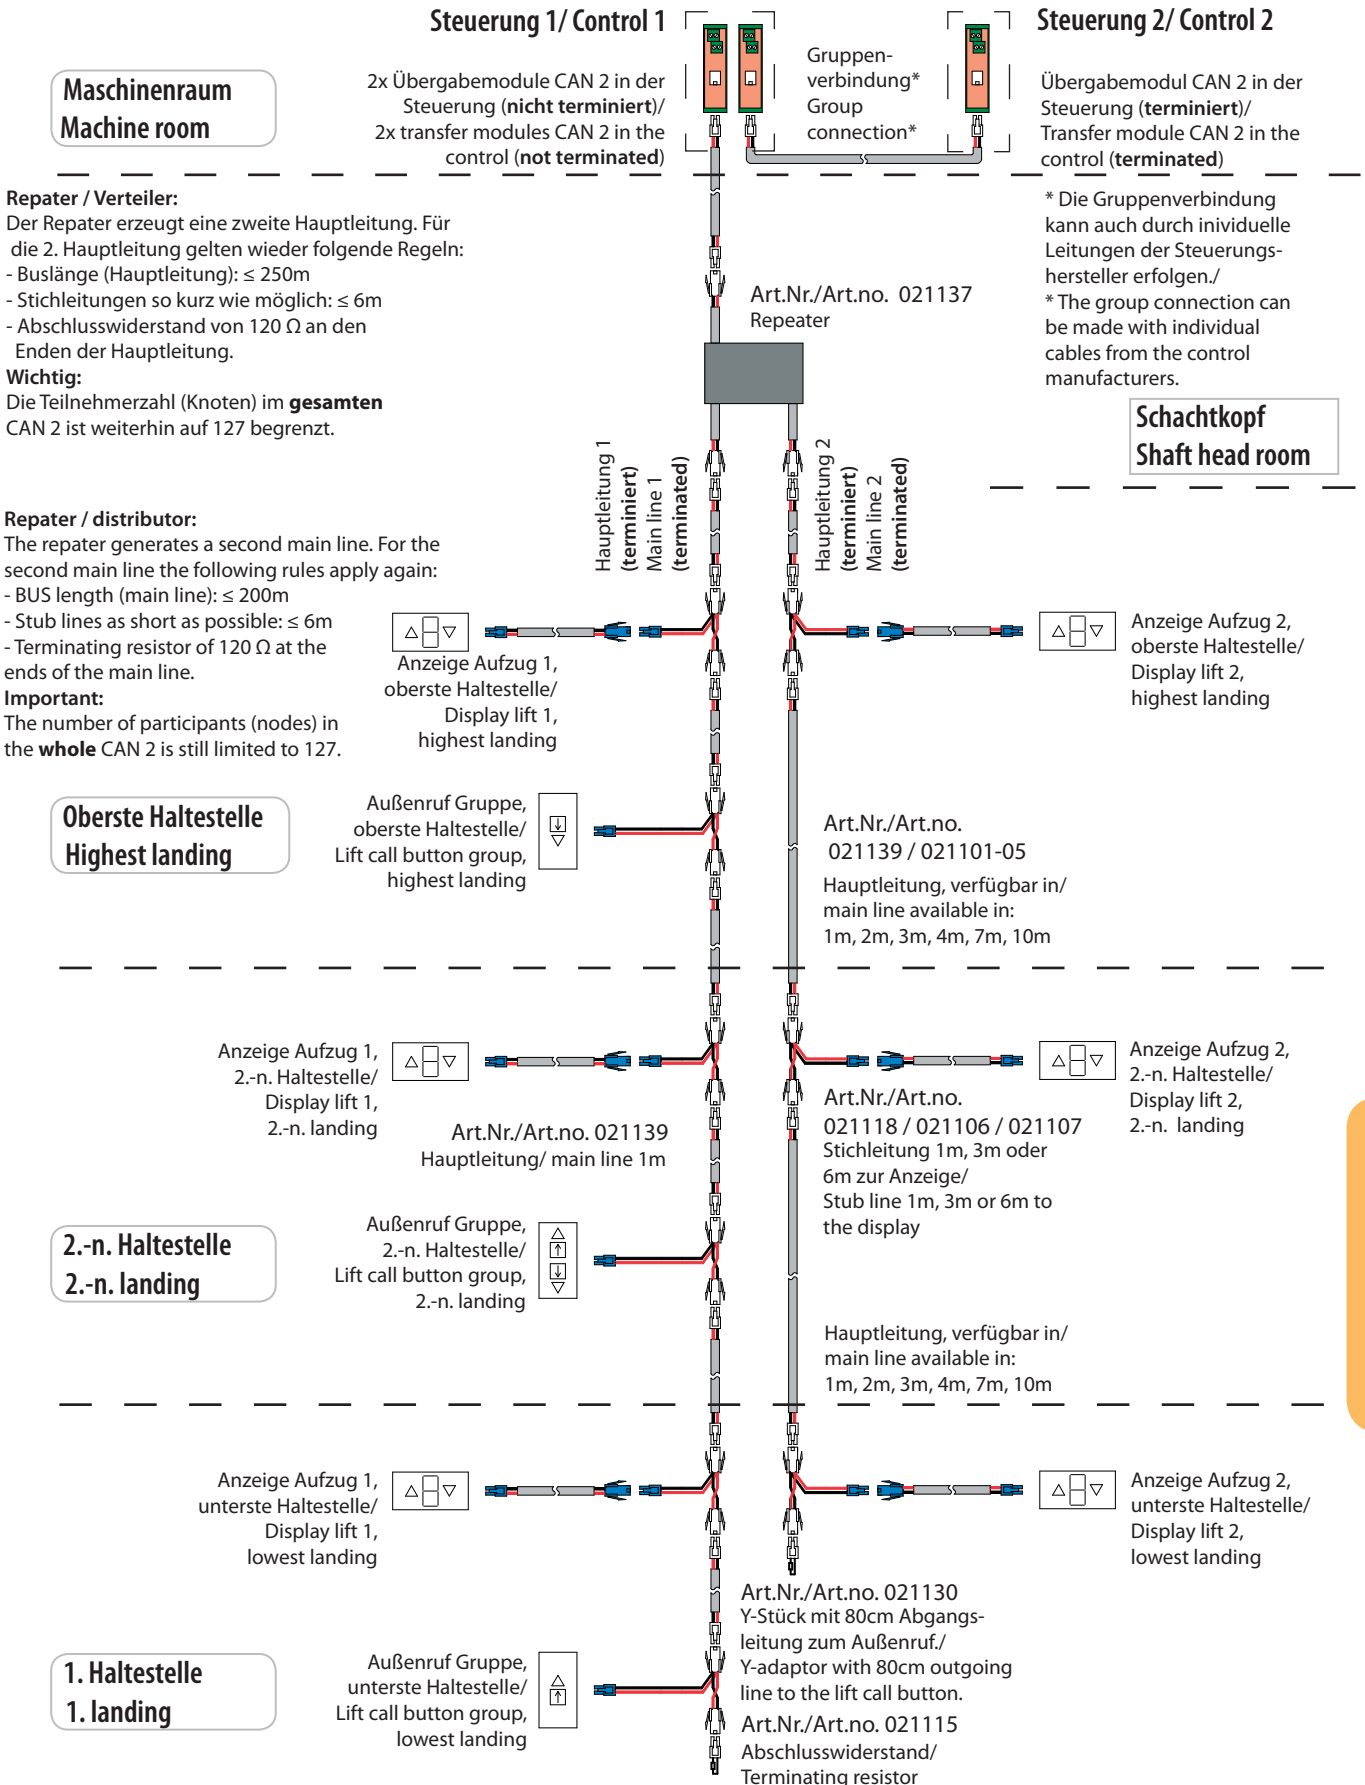 Steuerung 1/ Control 1
Steuerung 2/ Control 2
Maschinenraum
Machine room
2x Übergabemodule CAN 2 in der
Steuerung (nicht terminiert)/
2x transfer modules CAN 2 in the
control (not terminated)
Gruppen-
verbindung*
Group
connection*
Übergabemodul CAN 2 in der
Steuerung (terminiert)/
Transfer module CAN 2 in the
control (terminated)
Repater / Verteiler:
Der Repater erzeugt eine zweite Hauptleitung. Für
die 2. Hauptleitung gelten wieder folgende Regeln:
- Buslänge (Hauptleitung): ≤ 250m
- Stichleitungen so kurz wie möglich: ≤ 6m
- Abschlusswiderstand von 120 Ω an den
Enden der Hauptleitung.
Wichtig:
Die Teilnehmerzahl (Knoten) im gesamten
CAN 2 ist weiterhin auf 127 begrenzt.
* Die Gruppenverbindung
kann auch durch inividuelle
Leitungen der Steuerungs-
hersteller erfolgen./
* The group connection can
be made with individual
cables from the control
manufacturers.
Art.Nr./Art.no. 021137
Repeater
Schachtkopf
Shaft head room
Hauptleitung 1
(terminiert)
Main line 1
(terminated)
Hauptleitung 2
(terminiert)
Main line 2
(terminated)
Repater / distributor:
The repater generates a second main line. For the
second main line the following rules apply again:
- BUS length (main line): ≤ 200m
- Stub lines as short as possible: ≤ 6m
- Terminating resistor of 120 Ω at the
ends of the main line.
Important:
The number of participants (nodes) in
the whole CAN 2 is still limited to 127.
Anzeige Aufzug 1,
oberste Haltestelle/
Display lift 1,
highest landing
Anzeige Aufzug 2,
oberste Haltestelle/
Display lift 2,
highest landing
Oberste Haltestelle
Highest landing
Außenruf Gruppe,
oberste Haltestelle/
Lift call button group,
highest landing
Art.Nr./Art.no.
021139 / 021101-05
Hauptleitung, verfügbar in/
main line available in:
1m, 2m, 3m, 4m, 7m, 10m
Anzeige Aufzug 1,
2.-n. Haltestelle/
Display lift 1,
2.-n. landing
Anzeige Aufzug 2,
2.-n. Haltestelle/
Display lift 2,
2.-n. landing
Art.Nr./Art.no. 021139
Hauptleitung/ main line 1m
Art.Nr./Art.no.
021118 / 021106 / 021107
Stichleitung 1m, 3m oder
6m zur Anzeige/
Stub line 1m, 3m or 6m to
the display
2.-n. Haltestelle
2.-n. landing
Außenruf Gruppe,
2.-n. Haltestelle/
Lift call button group,
2.-n. landing
Hauptleitung, verfügbar in/
main line available in:
1m, 2m, 3m, 4m, 7m, 10m
Anzeige Aufzug 1,
unterste Haltestelle/
Display lift 1,
lowest landing
Anzeige Aufzug 2,
unterste Haltestelle/
Display lift 2,
lowest landing
Art.Nr./Art.no. 021130
Y-Stück mit 80cm Abgangs-
leitung zum Außenruf./
Y-adaptor with 80cm outgoing
line to the lift call button.
1. Haltestelle
1. landing
Außenruf Gruppe,
unterste Haltestelle/
Lift call button group,
lowest landing
Art.Nr./Art.no. 021115
Abschlusswiderstand/
Terminating resistor